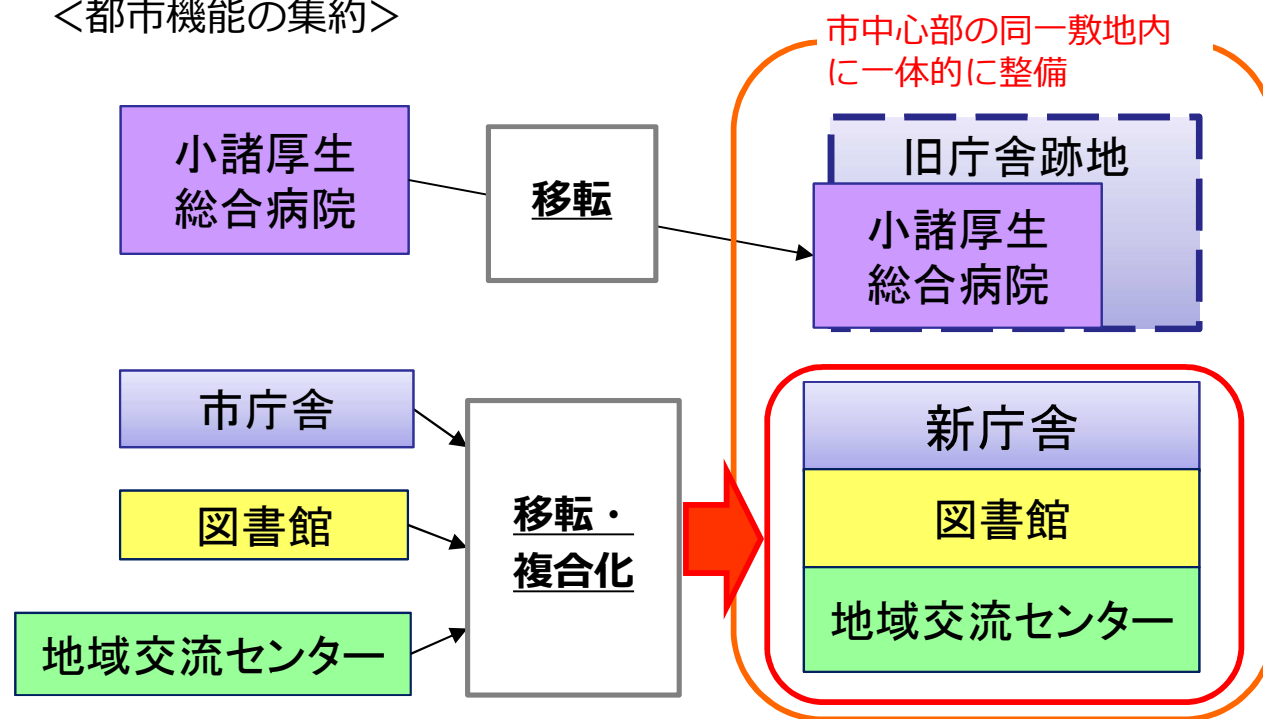 ＜都市機能の集約＞
市中心部の同一敷地内
に一体的に整備
小諸厚生
総合病院
移転
旧庁舎跡地
小諸厚生
総合病院
市庁舎
図書館
地域交流センター
移転・
複合化
新庁舎
図書館
地域交流センター